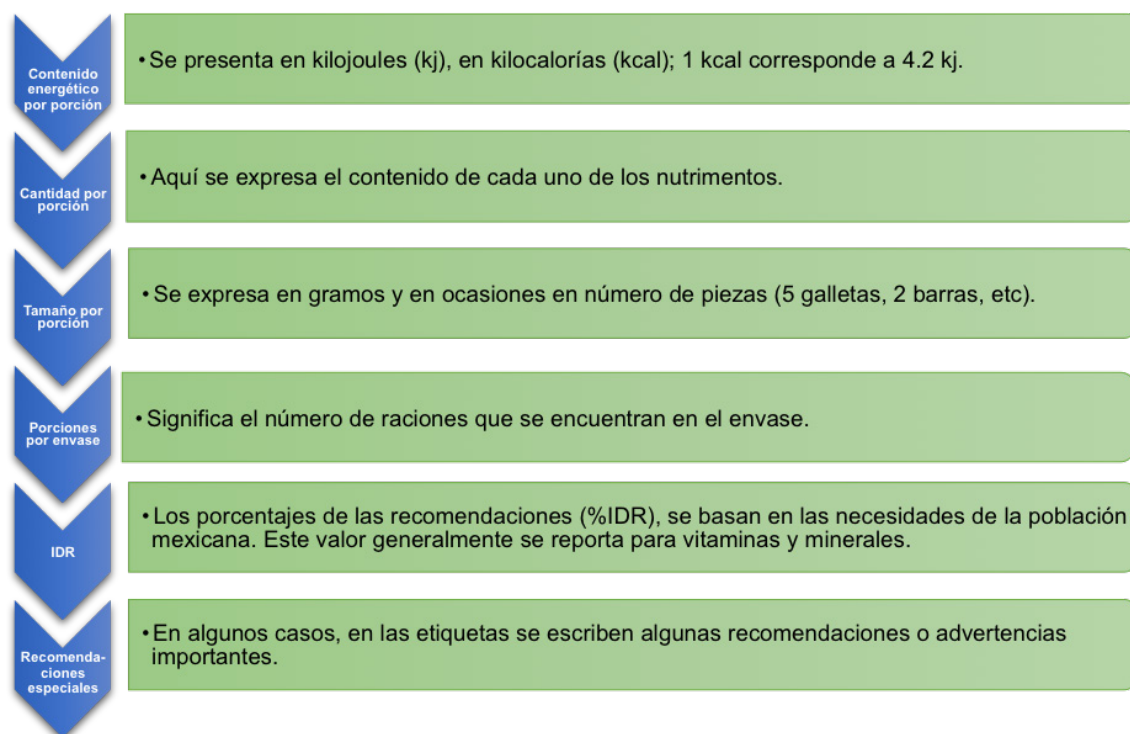 Contenido
energético
por porción
• Se presenta en kilojoules (kj), en kilocalorías (kcal); 1 kcal corresponde a 4.2 kj.
Cantidad por
porción
• Aquí se expresa el contenido de cada uno de los nutrimentos.
Tamaño por
porción
• Se expresa en gramos y en ocasiones en número de piezas (5 galletas, 2 barras, etc).
Porciones
por envase
• Significa el número de raciones que se encuentran en el envase.
IDR
• Los porcentajes de las recomendaciones (%IDR), se basan en las necesidades de la población
mexicana. Este valor generalmente se reporta para vitaminas y minerales.
Recomenda-
ciones
especiales
• En algunos casos, en las etiquetas se escriben algunas recomendaciones o advertencias
importantes.